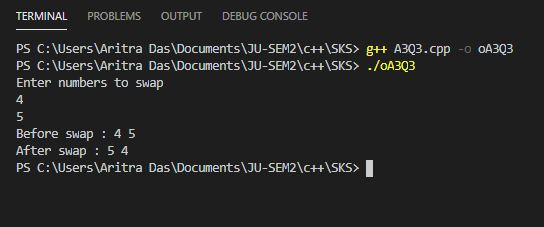 TERMINAL PROBLEMS OUTPUT DEBUG CONSOLE
PS C:\Users\Aritra Das\Documents\JU-SEM2\c++\SKS> g++ A3Q3.cpp -o oA3Q3
PS C:\Users\Aritra Das\Documents\JU-SEM2\c++\SKS> ./oA3Q3
Enter numbers to swap
4
5
Before swap : 4 5
After swap : 5 4
PS C:\Users\Aritra Das\Documents\JU-SEM2\c++\SKS>